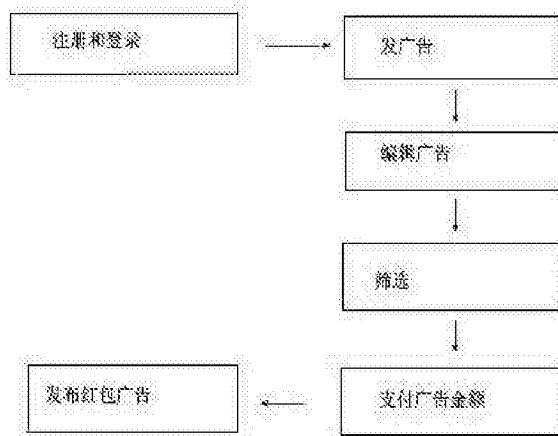 注册和登录
发广告
编辑广告
筛选
支付广告金额
发布红包广告